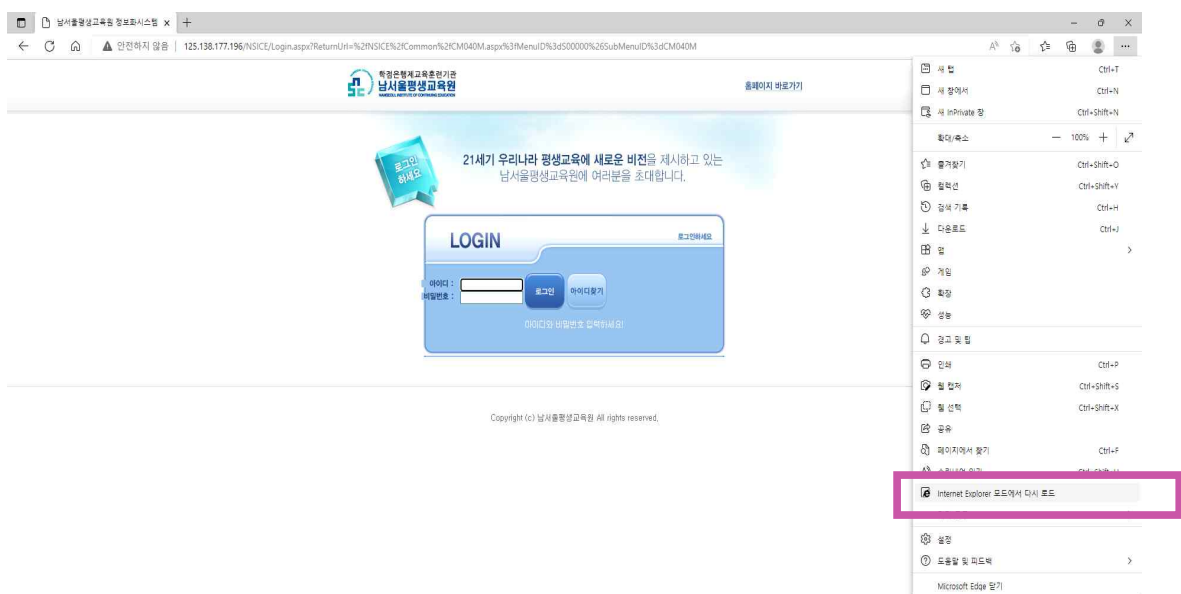 남서울평생교육원 정보화시스템
안전하지 않음
125.138.177.196/NSICE/Login.aspx?ReturnUrl=%2fNSICE%2fCommon%2fCM040M.aspx%3fMenuID%3dS00000%26SubMenuID%3dCM040M
학점은행제교육훈련기관
남서울평생교육원
NAMSEOUL INSTITUTE OF CONTINUING EDUCATION
홈페이지 바로가기
로그인
하세요
21세기 우리나라 평생교육에 새로운 비전을 제시하고 있는
남서울평생교육원에 여러분을 초대합니다.
LOGIN
로그인하세요
아이디 :
비밀번호 :
로그인
아이디찾기
아이디와 비밀번호 입력하세요!
Copyright (c) 남서울평생교육원 All rights reserved.
새 탭 Ctrl+T
새 창에서 Ctrl+N
새 InPrivate 창 Ctrl+Shift+N
확대/축소 100%
즐겨찾기 Ctrl+Shift+O
컬렉션 Ctrl+Shift+Y
검색 기록 Ctrl+H
다운로드 Ctrl+J
앱
게임
확장
성능
경고 및 팁
인쇄 Ctrl+P
웹 캡처 Ctrl+Shift+S
웹 선택 Ctrl+Shift+X
공유
페이지에서 찾기 Ctrl+F
Internet Explorer 모드에서 다시 로드
설정
도움말 및 피드백
Microsoft Edge 닫기